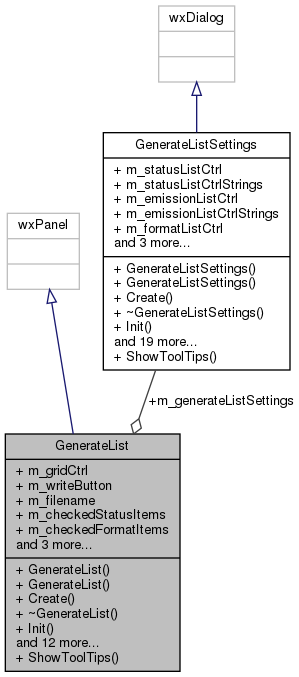 wxDialog
GenerateListSettings
+ m_statusListCtrl
+ m_statusListCtrlStrings
+ m_emissionListCtrl
+ m_emissionListCtrlStrings
+ m_formatListCtrl
and 3 more...
+ GenerateListSettings()
+ GenerateListSettings()
+ Create()
+ ~GenerateListSettings()
+ Init()
and 19 more...
+ ShowToolTips()
wxPanel
+m_generateListSettings
GenerateList
+ m_gridCtrl
+ m_writeButton
+ m_filename
+ m_checkedStatusItems
+ m_checkedFormatItems
and 3 more...
+ GenerateList()
+ GenerateList()
+ Create()
+ ~GenerateList()
+ Init()
and 12 more...
+ ShowToolTips()